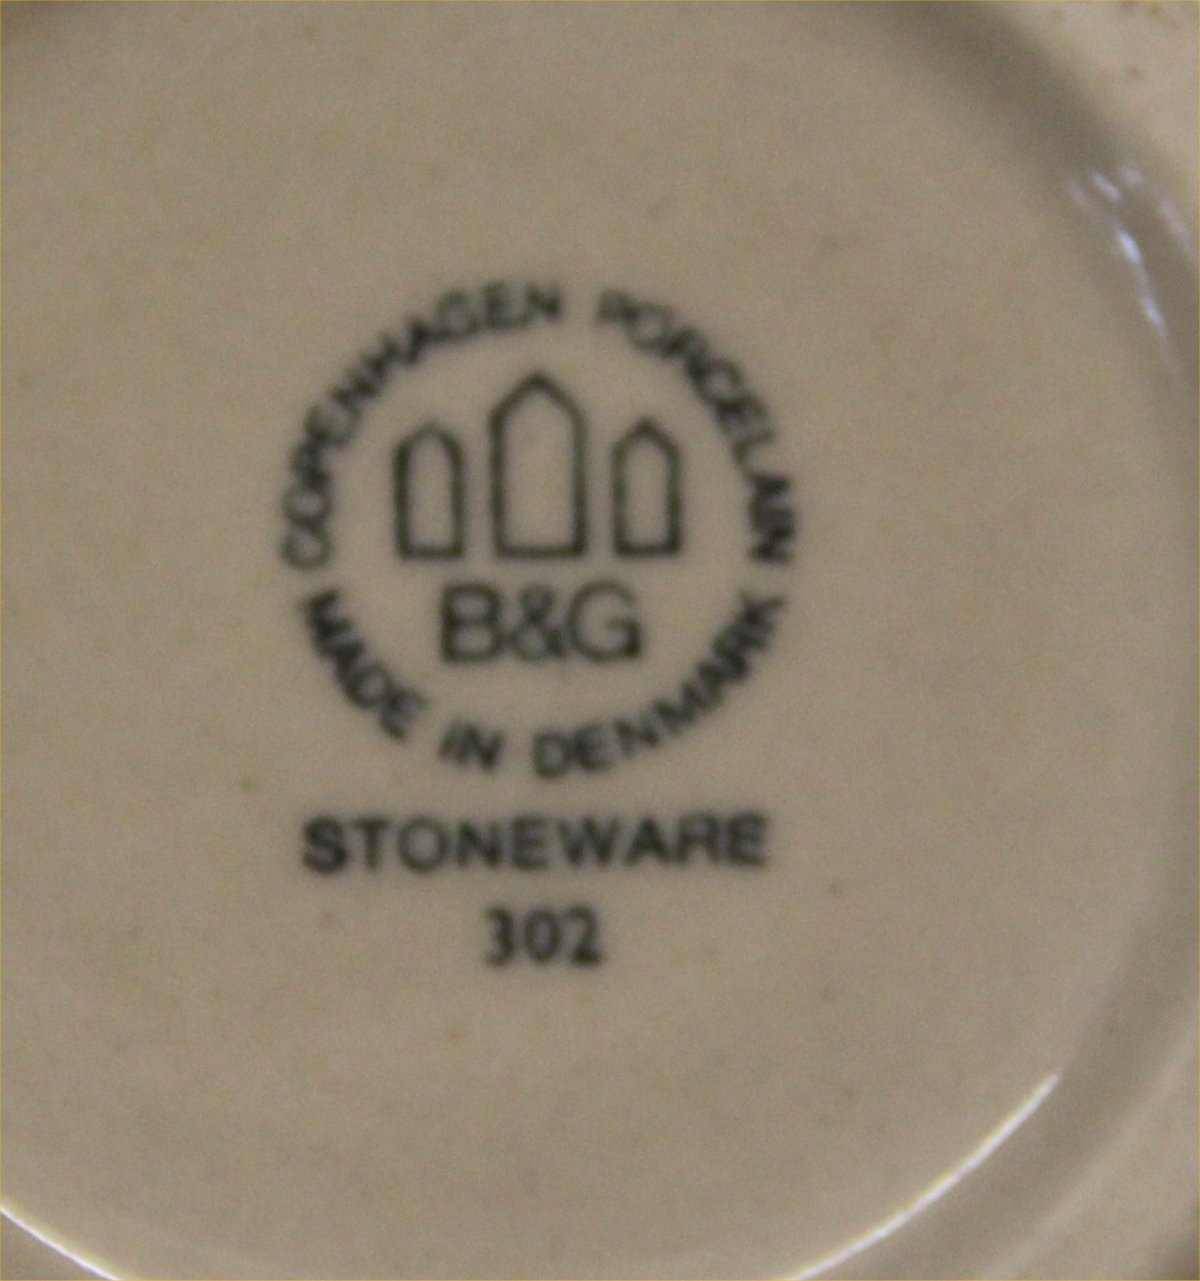 COPENHAGEN PORCELAIN
B&G
MADE IN DENMARK
STONEWARE
302